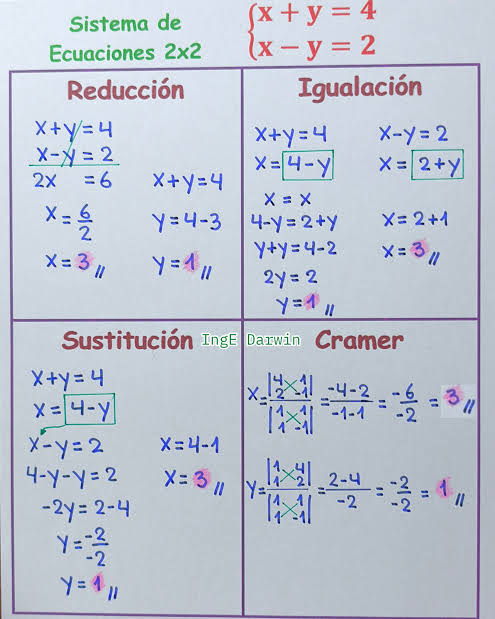 Sistema de
Ecuaciones 2x2
{x + y = 4
x − y = 2
Reducción
x+y=4
x-y=2
2x =6
x=6/2
x=3//
x+y=4
y=4-3
y=1//
Igualación
x+y=4
x=4-y
x-y=2
x=2+y
x=x
4-y=2+y
y+y=4-2
2y=2
y=1//
x=2+1
x=3//
Sustitución
x+y=4
x=4-y
x-y=2
4-y-y=2
-2y=2-4
y=-2/-2
y=1//
x=4-1
x=3//
IngE Darwin
Cramer
x=|4 1|
|2 -1|
|1 1|
|1 -1|
=-4-2/-1-1=-6/-2=3//
y=|1 4|
|1 2|
|1 1|
|1 -1|
=2-4/-2=-2/-2=1//